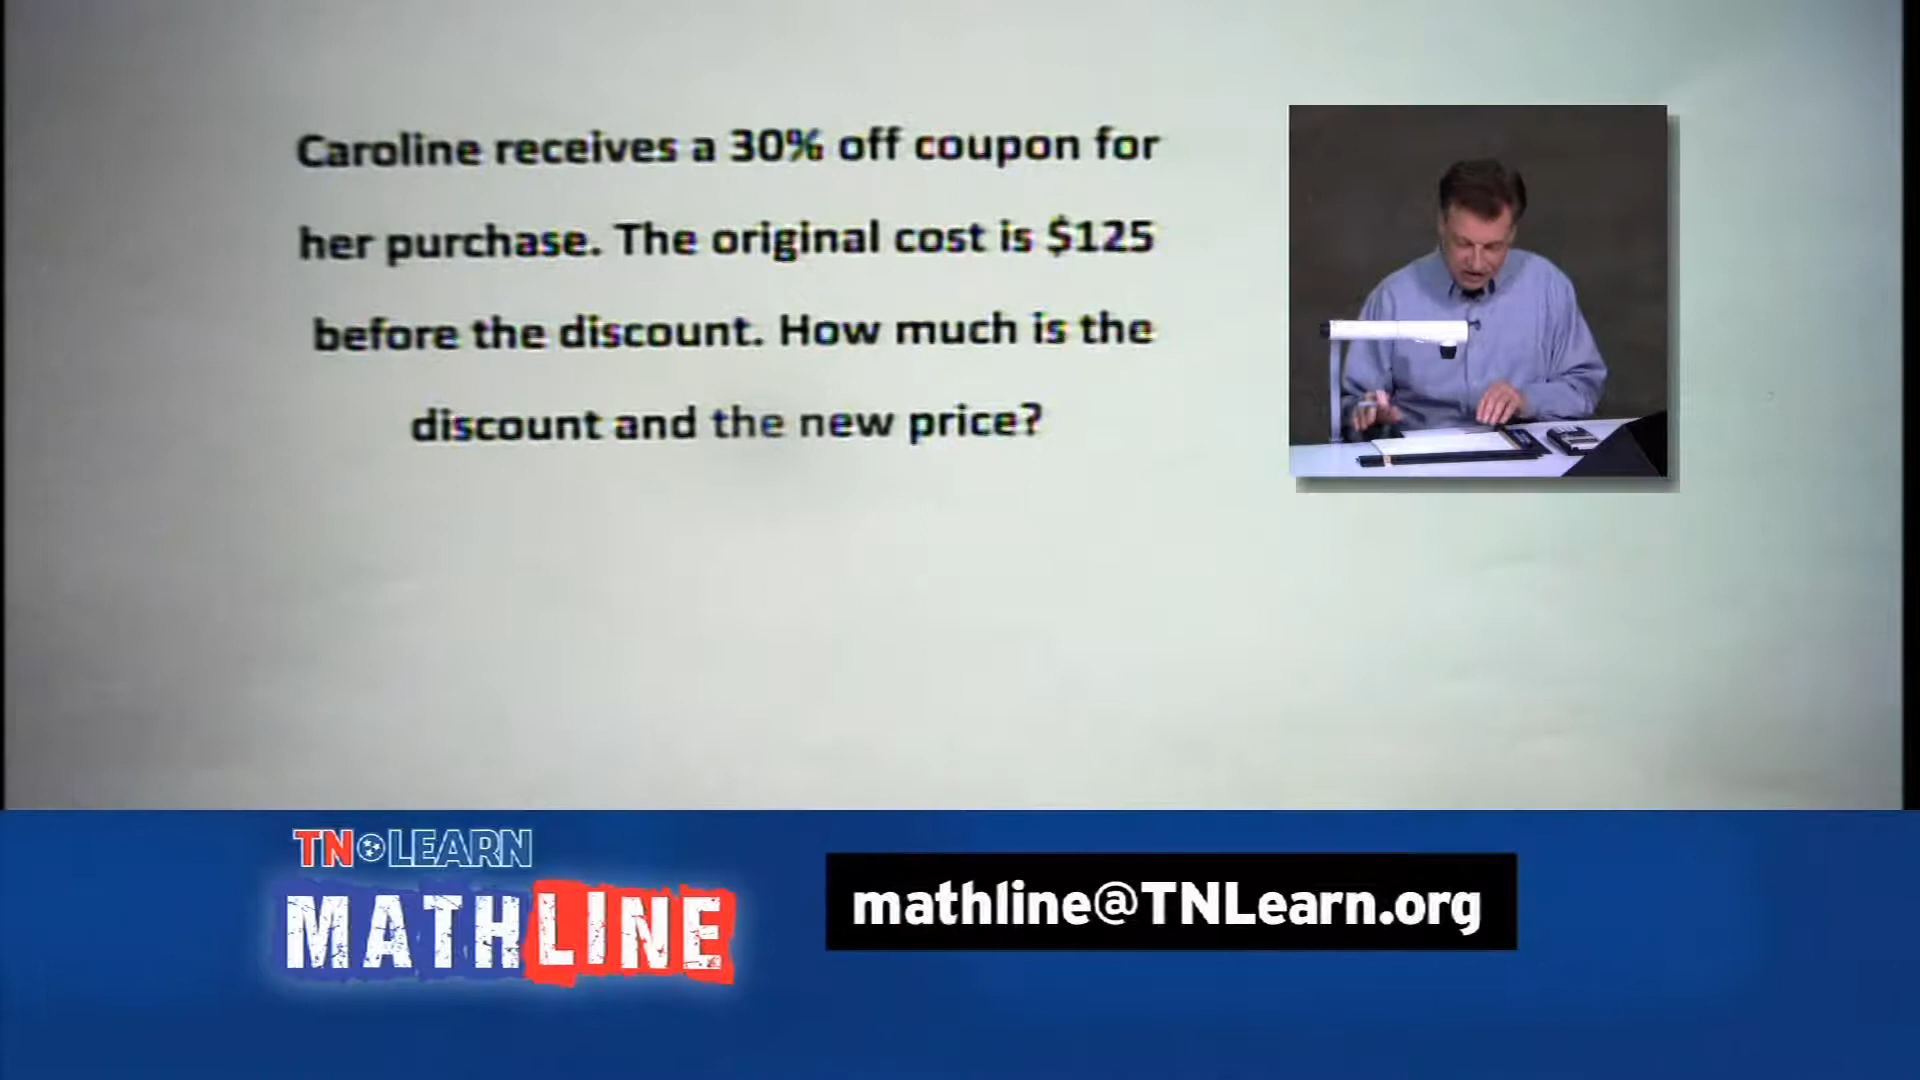 Caroline receives a 30% off coupon for
her purchase. The original cost is $125
before the discount. How much is the
discount and the new price?
TN LEARN
MATHLINE
mathline@TNLearn.org